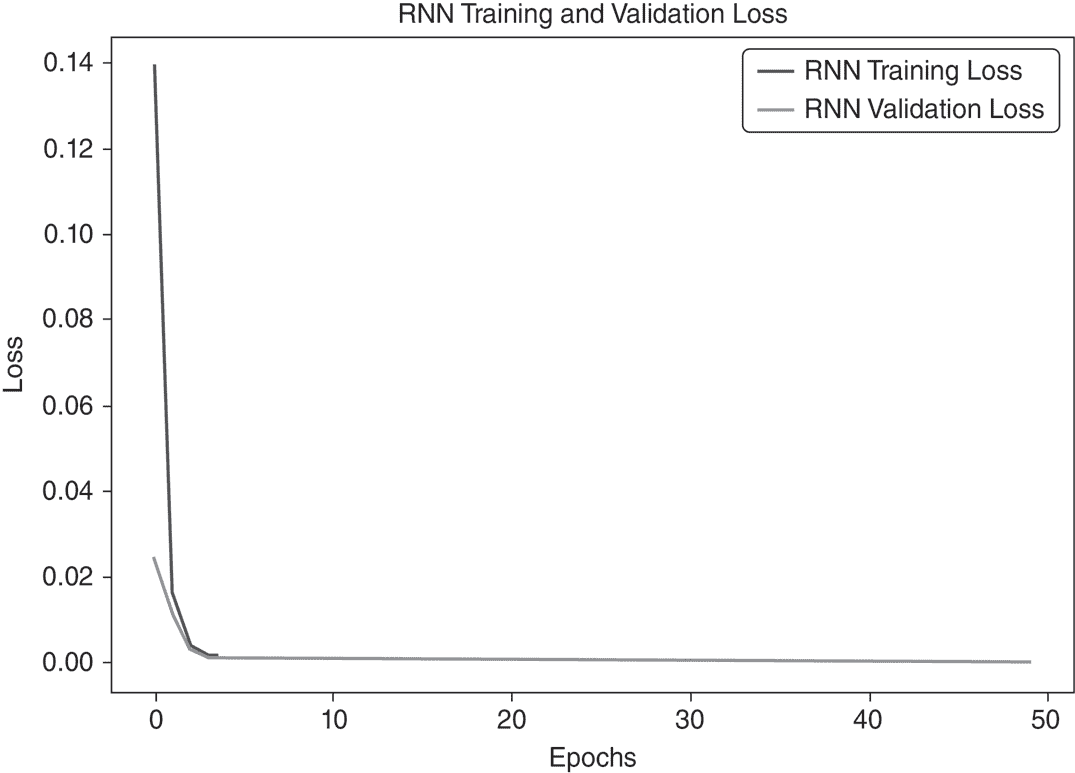 RNN Training and Validation Loss
RNN Training Loss
RNN Validation Loss
0.14
0.12
0.10
0.08
0.06
0.04
0.02
0.00
Loss
0 10 20 30 40 50
Epochs